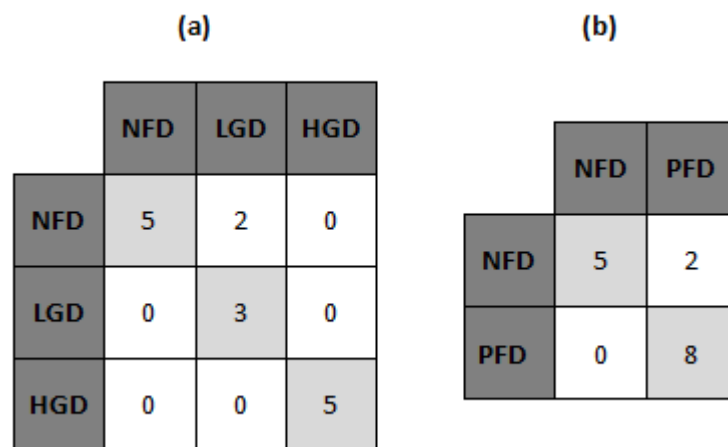 (a)
NFD LGD HGD
NFD 5 2 0
LGD 0 3 0
HGD 0 0 5
(b)
NFD PFD
NFD 5 2
PFD 0 8